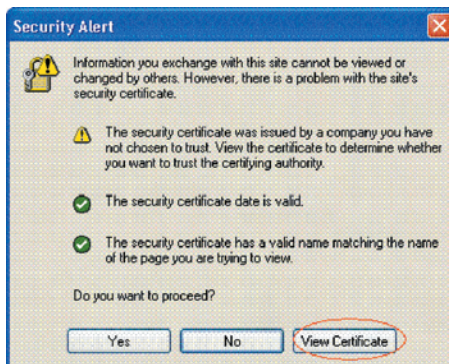 Security Alert
Information you exchange with this site cannot be viewed or
changed by others. However, there is a problem with the site's
security certificate.
The security certificate was issued by a company you have
not chosen to trust. View the certificate to determine whether
you want to trust the certifying authority.
The security certificate date is valid.
The security certificate has a valid name matching the name
of the page you are trying to view.
Do you want to proceed?
Yes No View Certificate